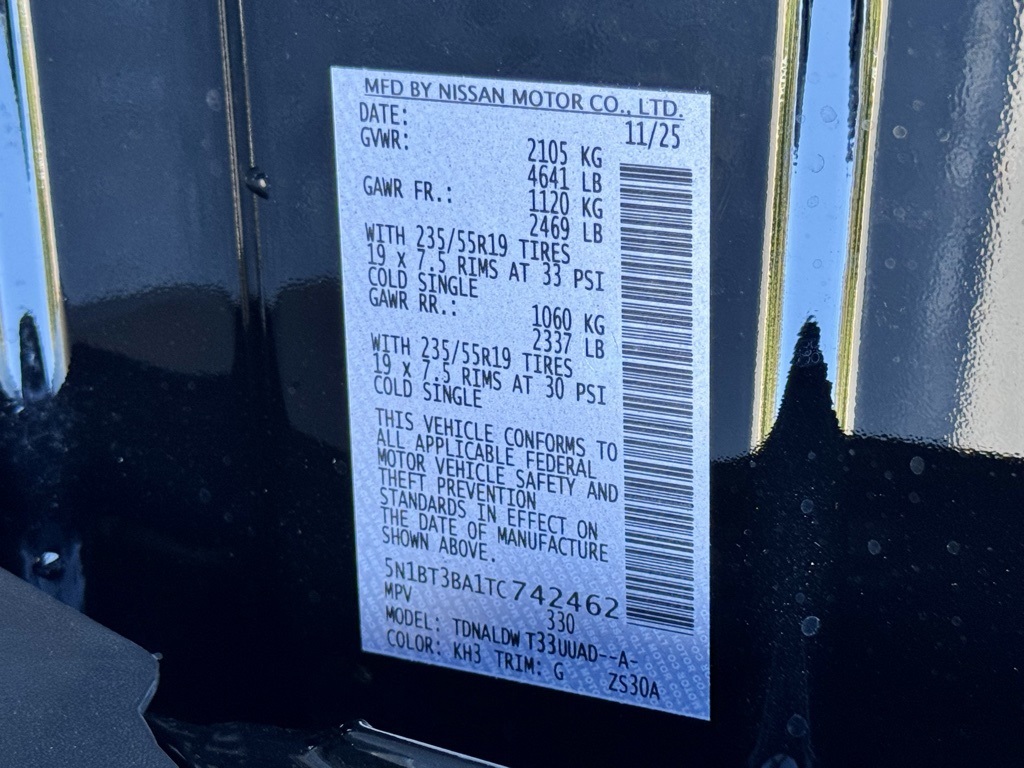 MFD BY NISSAN MOTOR CO., LTD.
DATE: 11/25
GVWR: 2105 KG
4641 LB
GAWR FR.: 1120 KG
2469 LB
WITH 235/55R19 TIRES
19 x 7.5 RIMS AT 33 PSI
COLD SINGLE
GAWR RR.: 1060 KG
2337 LB
WITH 235/55R19 TIRES
19 x 7.5 RIMS AT 30 PSI
COLD SINGLE
THIS VEHICLE CONFORMS TO
ALL APPLICABLE FEDERAL
MOTOR VEHICLE SAFETY AND
THEFT PREVENTION
STANDARDS IN EFFECT ON
THE DATE OF MANUFACTURE
SHOWN ABOVE.
5N1BT3BA1TC742462
MPV 330
MODEL: TDNALDW T33UUAD--A-
COLOR: KH3 TRIM: G ZS30A